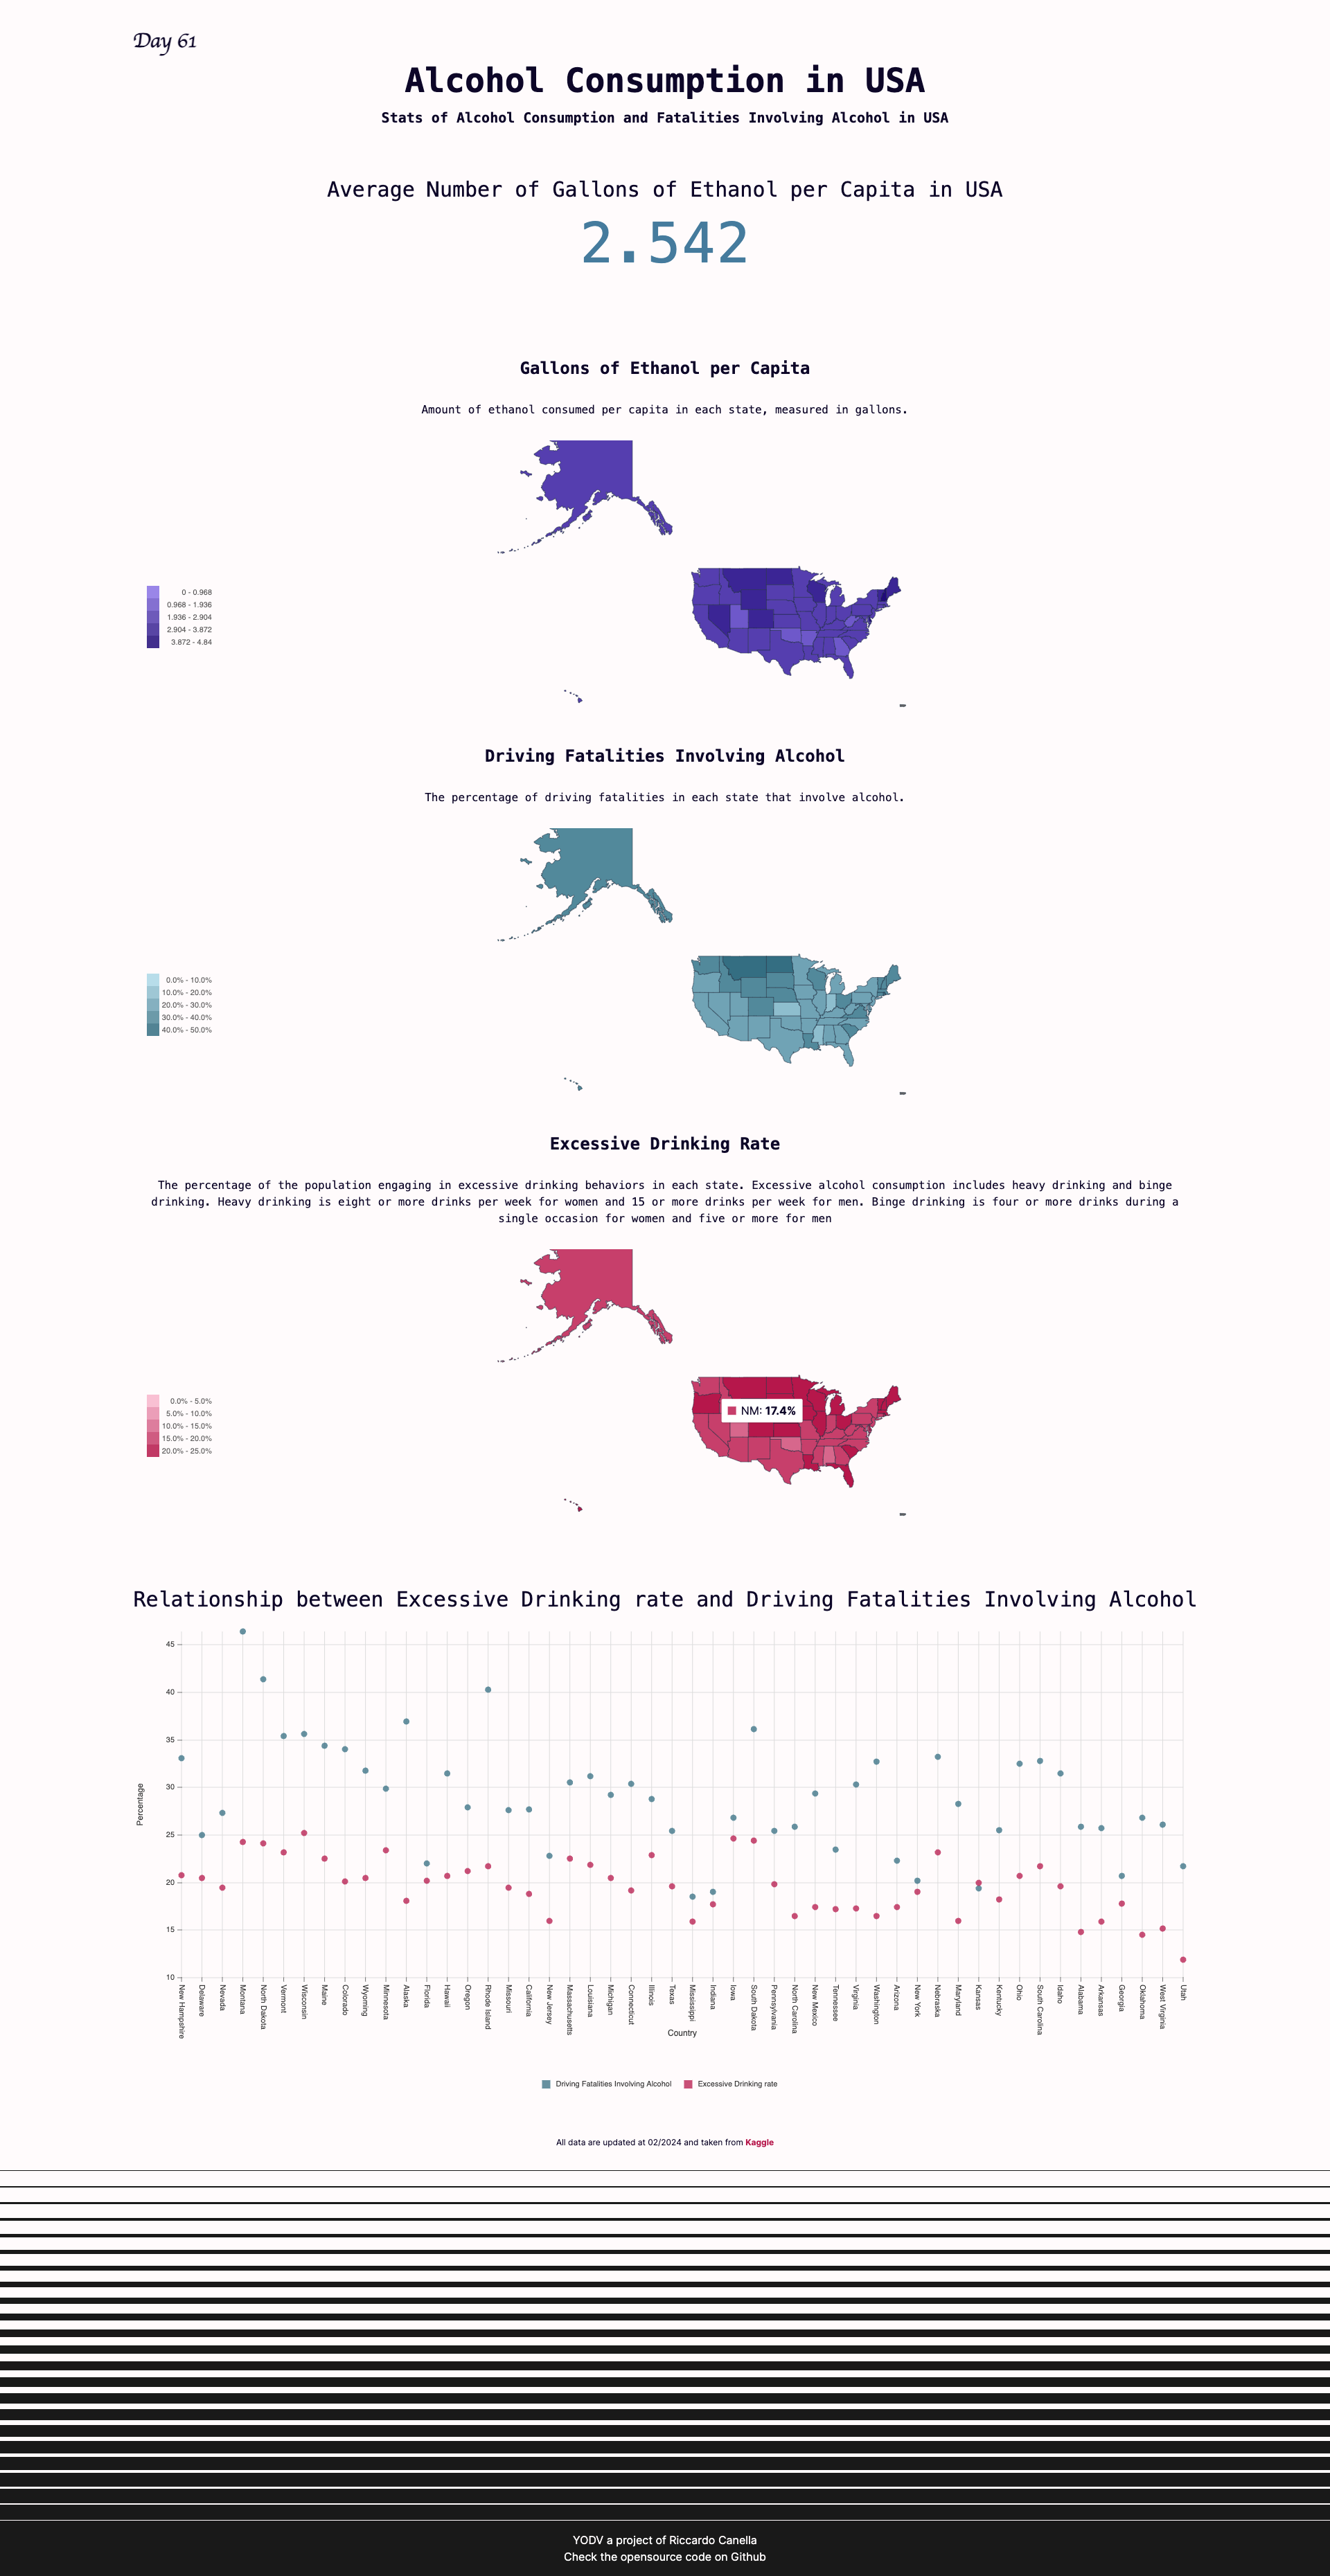 Day 61
Alcohol Consumption in USA
Stats of Alcohol Consumption and Fatalities Involving Alcohol in USA
Average Number of Gallons of Ethanol per Capita in USA
2.542
Gallons of Ethanol per Capita
Amount of ethanol consumed per capita in each state, measured in gallons.
0 - 0.968
0.968 - 1.936
1.936 - 2.904
2.904 - 3.872
3.872 - 4.84
Driving Fatalities Involving Alcohol
The percentage of driving fatalities in each state that involve alcohol.
0.0% - 10.0%
10.0% - 20.0%
20.0% - 30.0%
30.0% - 40.0%
40.0% - 50.0%
Excessive Drinking Rate
The percentage of the population engaging in excessive drinking behaviors in each state. Excessive alcohol consumption includes heavy drinking and binge
drinking. Heavy drinking is eight or more drinks per week for women and 15 or more drinks per week for men. Binge drinking is four or more drinks during a
single occasion for women and five or more for men
0.0% - 5.0%
5.0% - 10.0%
10.0% - 15.0%
15.0% - 20.0%
20.0% - 25.0%
NM: 17.4%
Relationship between Excessive Drinking rate and Driving Fatalities Involving Alcohol
Percentage
45
40
35
30
25
20
15
10
New Hampshire
Delaware
Nevada
Montana
North Dakota
Vermont
Wisconsin
Maine
Colorado
Wyoming
Minnesota
Alaska
Florida
Hawaii
Oregon
Rhode Island
Missouri
California
New Jersey
Massachusetts
Louisiana
Michigan
Connecticut
Illinois
Texas
Mississippi
Indiana
Iowa
South Dakota
Pennsylvania
North Carolina
New Mexico
Tennessee
Virginia
Washington
Arizona
New York
Nebraska
Maryland
Kansas
Kentucky
Ohio
South Carolina
Idaho
Alabama
Arkansas
Georgia
Oklahoma
West Virginia
Utah
Country
Driving Fatalities Involving Alcohol
Excessive Drinking rate
All data are updated at 02/2024 and taken from Kaggle
YODV a project of Riccardo Canella
Check the opensource code on Github